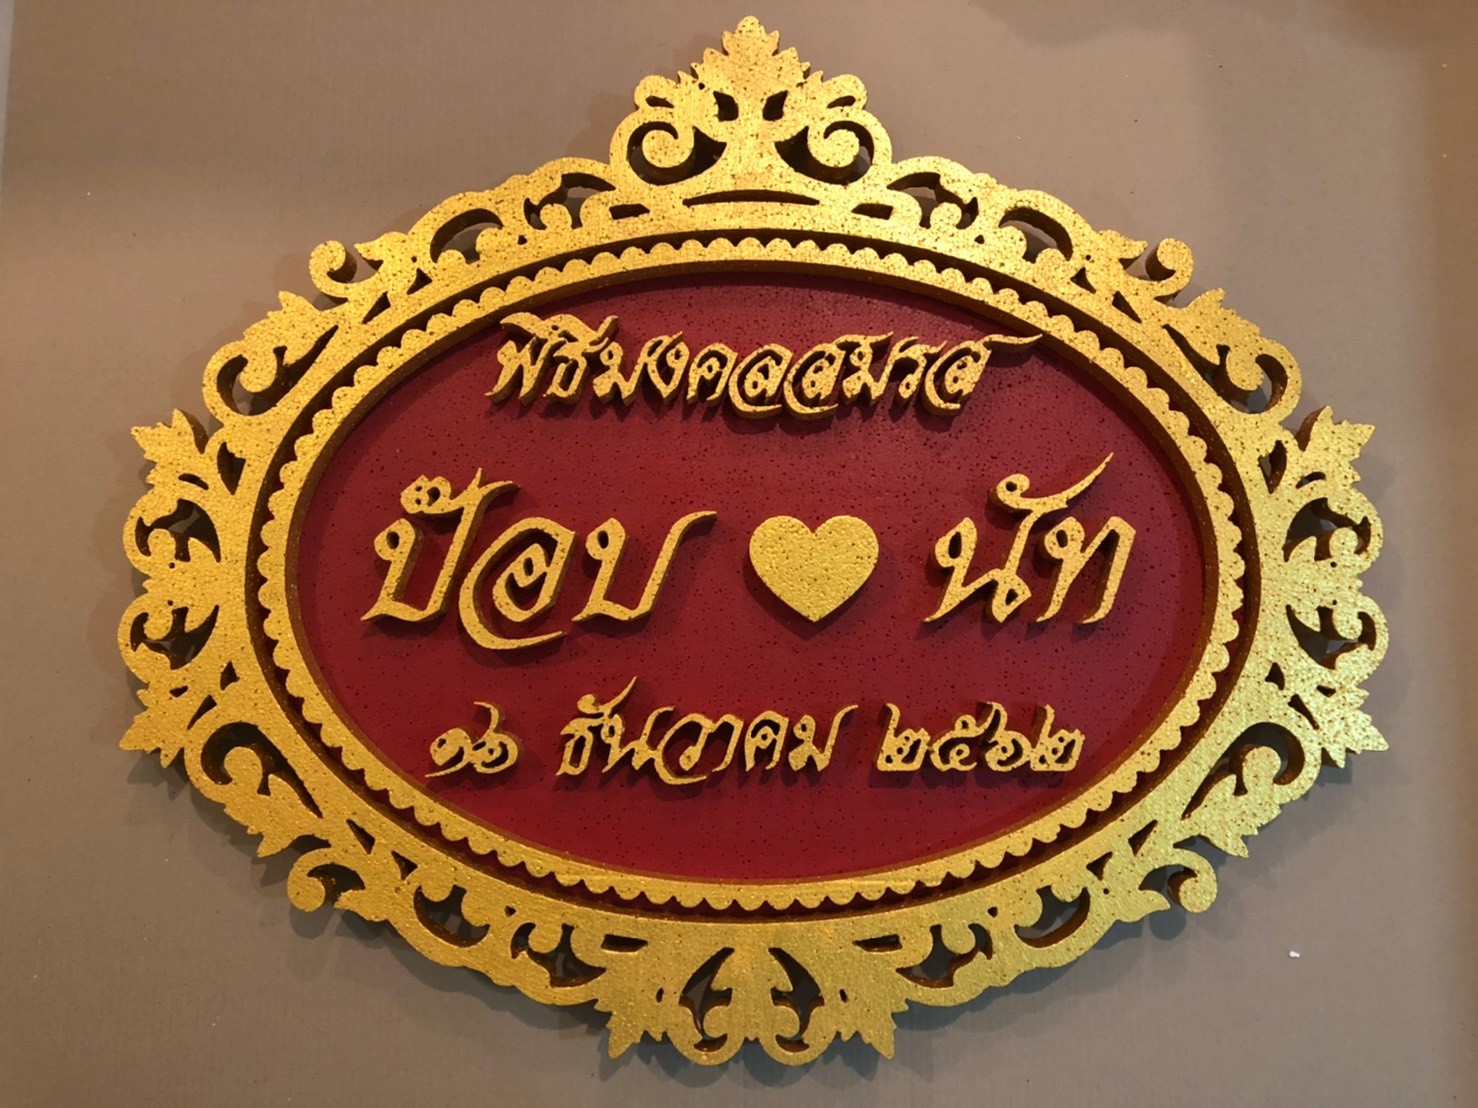 พิธีมงคลสมรส
ป๊อบ นัท
๑๖ ธันวาคม ๒๕๖๒